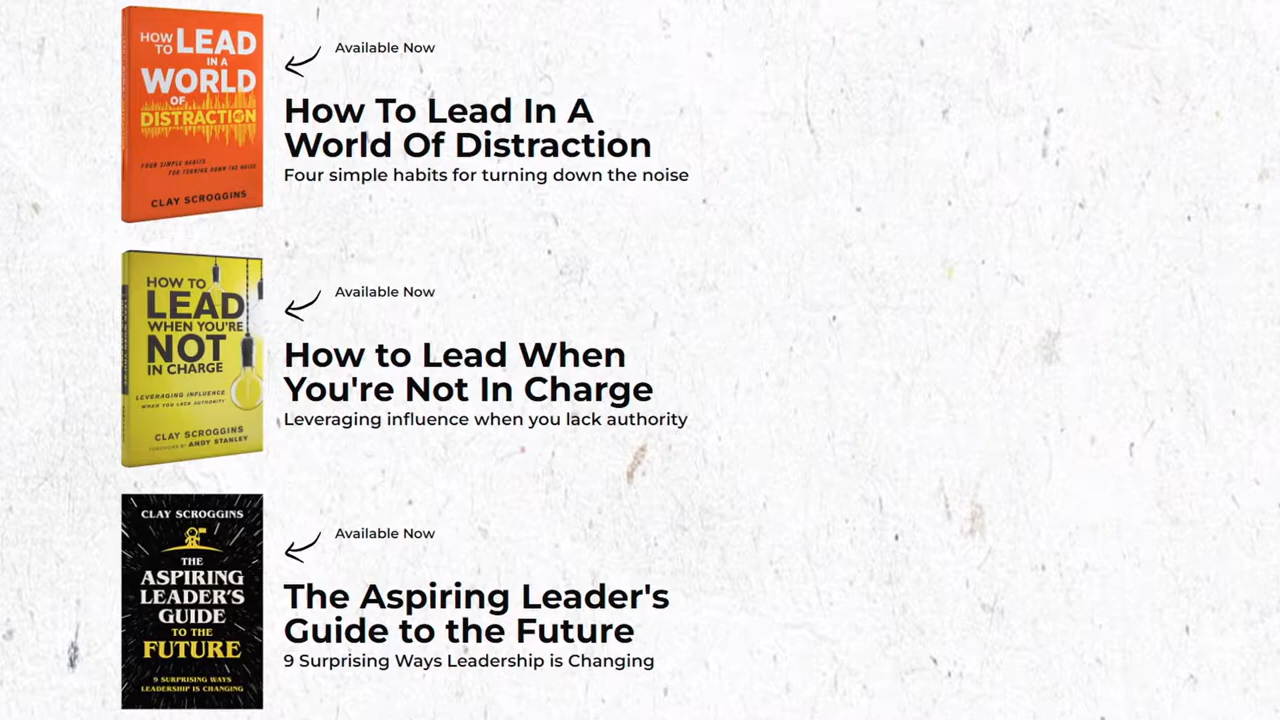 HOW
TO LEAD
IN A
WORLD
OF
DISTRACTION
FOUR SIMPLE HABITS
FOR TURNING DOWN THE NOISE
CLAY SCROGGINS
Available Now
How To Lead In A
World Of Distraction
Four simple habits for turning down the noise
HOW TO
LEAD
WHEN YOU'RE
NOT
IN CHARGE
LEVERAGING INFLUENCE
WHEN YOU LACK AUTHORITY
CLAY SCROGGINS
FOREWORD BY ANDY STANLEY
Available Now
How to Lead When
You're Not In Charge
Leveraging influence when you lack authority
CLAY SCROGGINS
THE
ASPIRING
LEADER'S
GUIDE
TO THE
FUTURE
9 SURPRISING WAYS
LEADERSHIP IS CHANGING
Available Now
The Aspiring Leader's
Guide to the Future
9 Surprising Ways Leadership is Changing